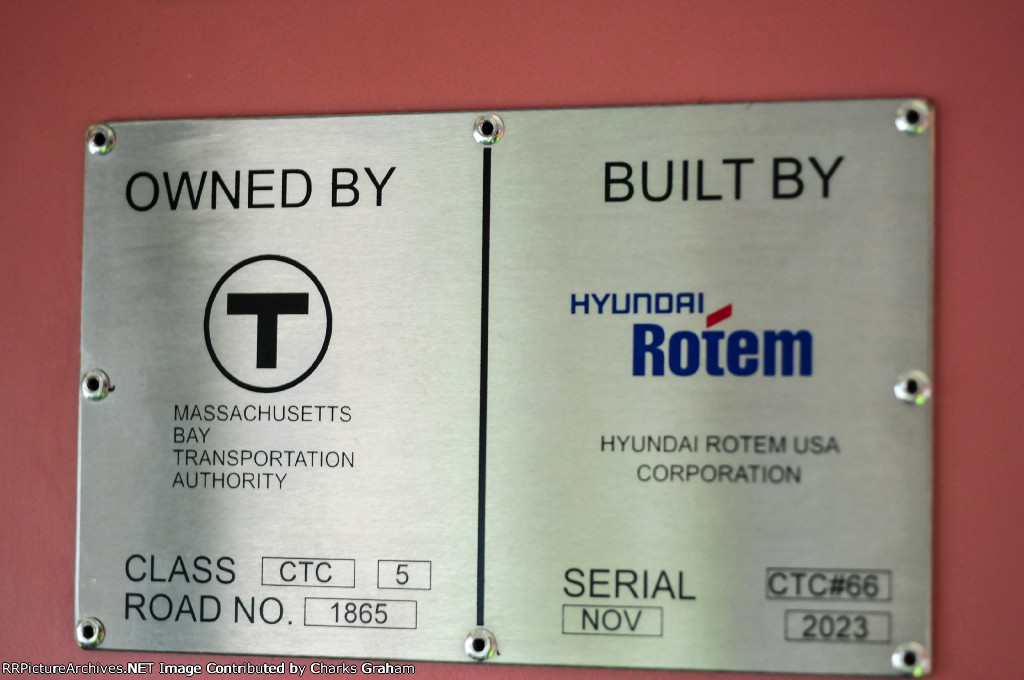 OWNED BY
T
MASSACHUSETTS
BAY
TRANSPORTATION
AUTHORITY
CLASS CTC 5
ROAD NO. 1865
BUILT BY
HYUNDAI
Rotem
HYUNDAI ROTEM USA
CORPORATION
SERIAL CTC#66
NOV 2023
RRPictureArchives.NET Image Contributed by Charks Graham